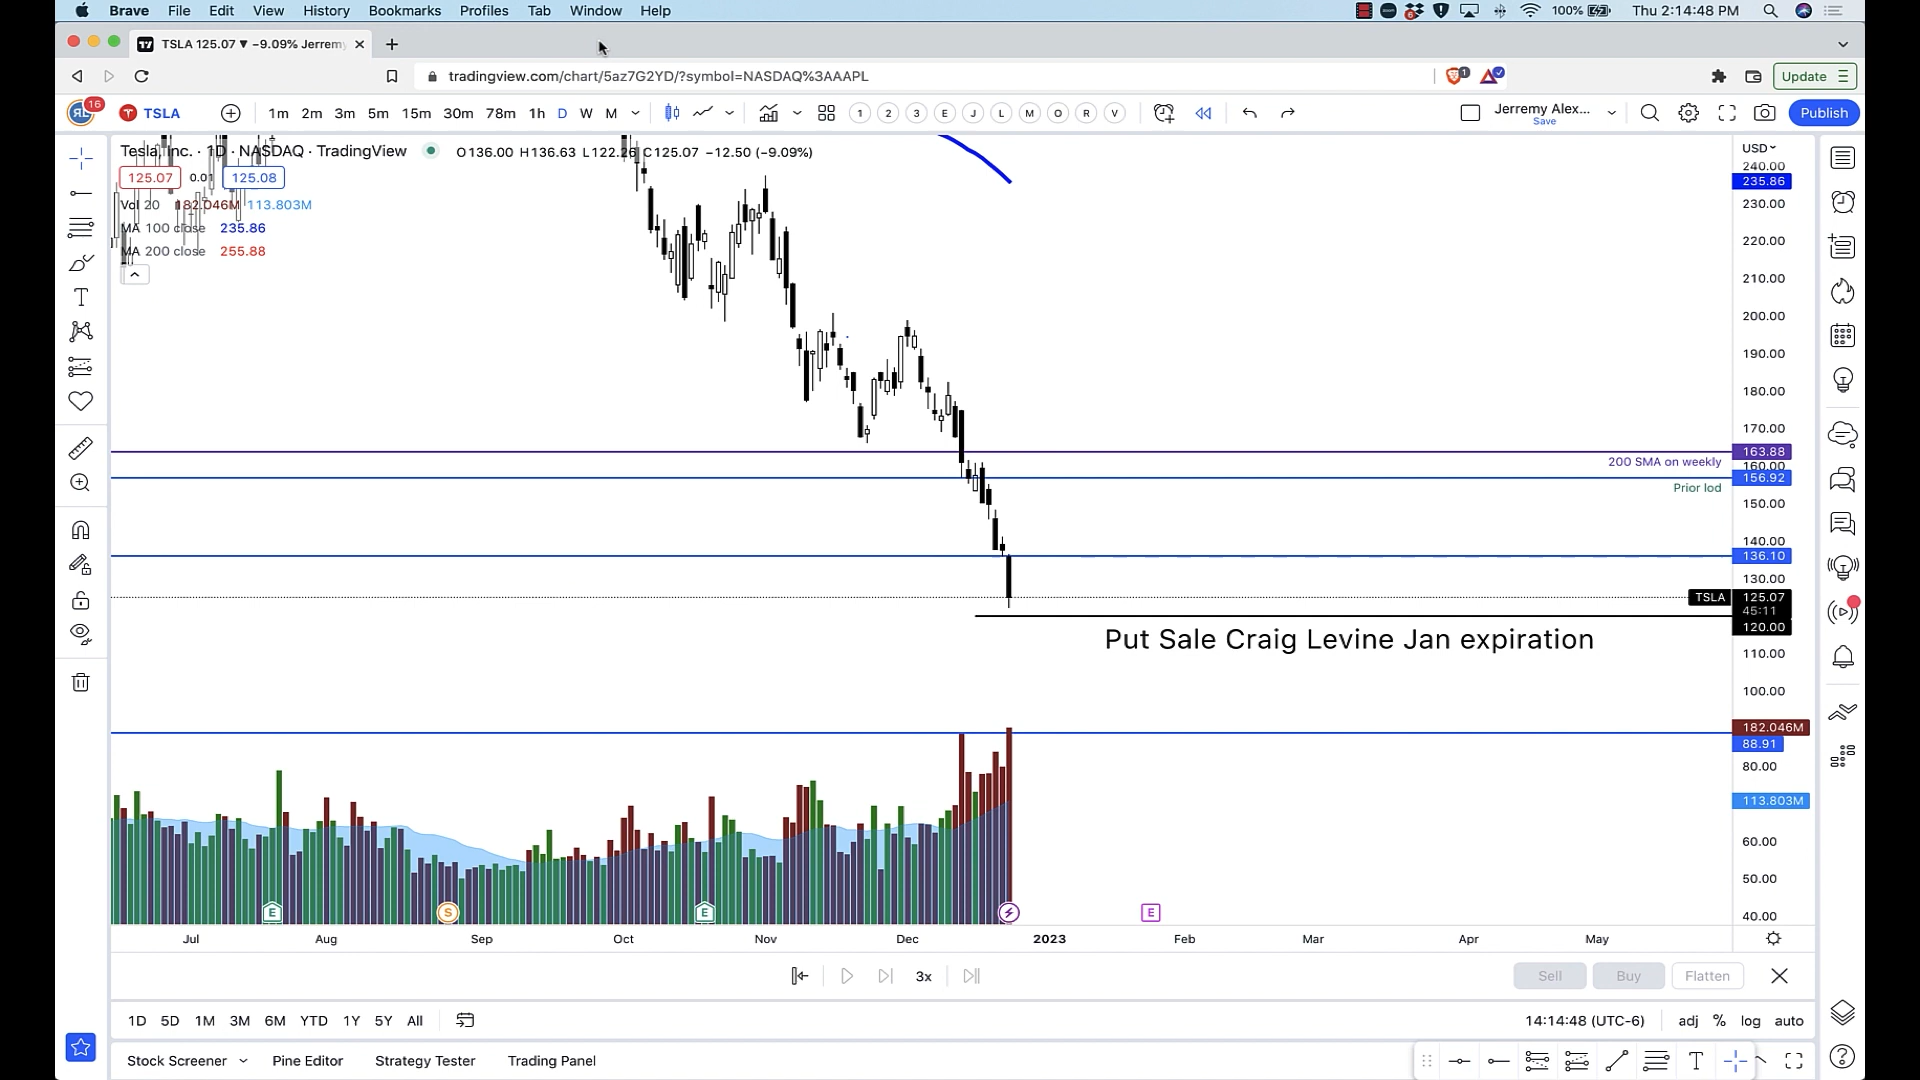 Brave File Edit View History Bookmarks Profiles Tab Window Help 6 100% Thu 2:14:48 PM
TSLA 125.07 ▼ −9.09% Jerremy
tradingview.com/chart/5az7G2YD/?symbol=NASDAQ%3AAAPL 1 Update
16 TSLA 1m 2m 3m 5m 15m 30m 78m 1h D W M 1 2 3 E J L M O R V Jerremy Alex... Save Publish
Tesla, Inc. · 1D · NASDAQ · TradingView O136.00 H136.63 L122.26 C125.07 −12.50 (−9.09%)
125.07 0.01 125.08
Vol 20 182.046M 113.803M
MA 100 close 235.86
MA 200 close 255.88
USD
240.00
235.86
230.00
220.00
210.00
200.00
190.00
180.00
170.00
163.88
200 SMA on weekly 160.00
156.92
Prior lod
150.00
140.00
136.10
130.00
TSLA 125.07
45:11
120.00
Put Sale Craig Levine Jan expiration
110.00
100.00
182.046M
88.91
80.00
113.803M
60.00
50.00
40.00
E S E E
Jul Aug Sep Oct Nov Dec 2023 Feb Mar Apr May
3x Sell Buy Flatten
1D 5D 1M 3M 6M YTD 1Y 5Y All 14:14:48 (UTC-6) adj % log auto
Stock Screener Pine Editor Strategy Tester Trading Panel